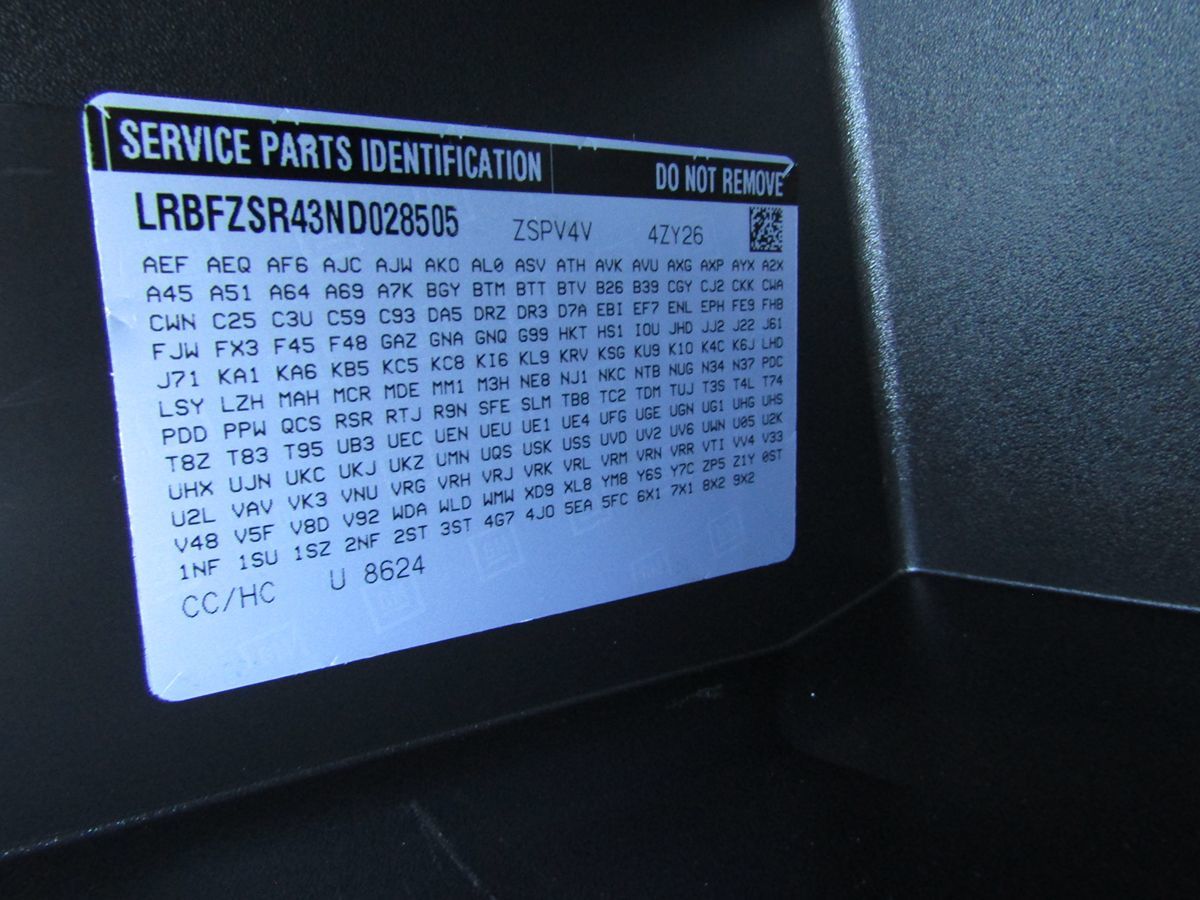 SERVICE PARTS IDENTIFICATION DO NOT REMOVE
LRBFZSR43ND028505 ZSPV4V 4ZY26
AEF AEQ AF6 AJC AJW AKO AL0 ASV ATH AVK AVU AXG AXP AYX A2X
A45 A51 A64 A69 A7K BGY BTM BTT BTV B26 B39 CGY CJ2 CKK CWA
CWN C25 C3U C59 C93 DA5 DRZ DR3 D7A EBI EF7 ENL EPH FE9 FHB
FJW FX3 F45 F48 GAZ GNA GNQ G99 HKT HS1 IOU JHD JJ2 J22 J61
J71 KA1 KA6 KB5 KC5 KC8 KI6 KL9 KRV KSG KU9 K10 K4C K6J LHD
LSY LZH MAH MCR MDE MM1 M3H NE8 NJ1 NKC NTB NUG N34 N37 PDC
PDD PPW QCS RSR RTJ R9N SFE SLM TB8 TC2 TDM TUJ T3S T4L T74
T8Z T83 T95 UB3 UEC UEN UEU UE1 UE4 UFG UGE UGN UG1 UHG UHS
UHX UJN UKC UKJ UKZ UMN UQS USK USS UVD UV2 UV6 UWN U05 U2K
U2L VAV VK3 VNU VRG VRH VRJ VRK VRL VRM VRN VRR VTI VV4 V33
V48 V5F V8D V92 WDA WLD WMW XD9 XL8 YM8 Y6S Y7C ZP5 Z1Y 0ST
1NF 1SU 1SZ 2NF 2ST 3ST 4G7 4J0 5EA 5FC 6X1 7X1 8X2 9X2
CC/HC U 8624